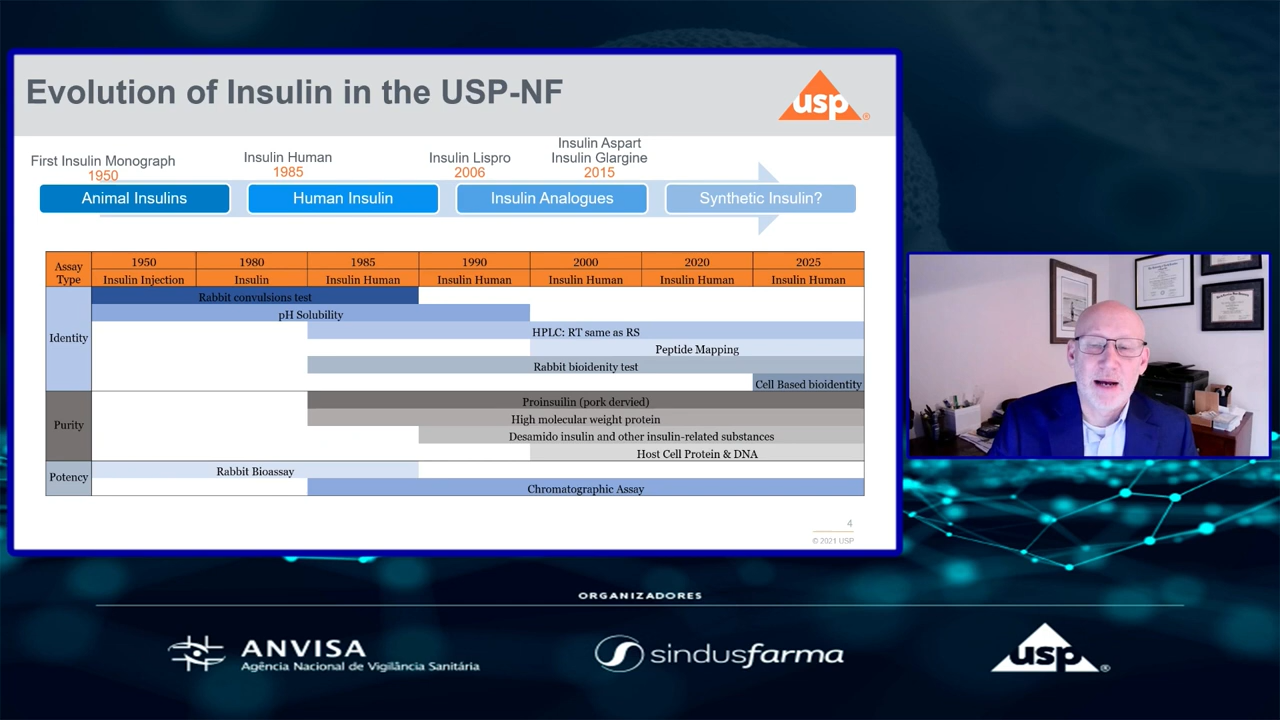 Evolution of Insulin in the USP-NF
usp®
First Insulin Monograph
1950
Insulin Human
1985
Insulin Lispro
2006
Insulin Aspart
Insulin Glargine
2015
Animal Insulins
Human Insulin
Insulin Analogues
Synthetic Insulin?
Assay Type 1950 1980 1985 1990 2000 2020 2025
Insulin Injection Insulin Insulin Human Insulin Human Insulin Human Insulin Human Insulin Human
Identity
Rabbit convulsions test
pH Solubility
HPLC: RT same as RS
Peptide Mapping
Rabbit bioidenity test
Cell Based bioidentity
Purity
Proinsuilin (pork dervied)
High molecular weight protein
Desamido insulin and other insulin-related substances
Host Cell Protein & DNA
Potency
Rabbit Bioassay
Chromatographic Assay
4
© 2021 USP
ORGANIZADORES
ANVISA
Agência Nacional de Vigilância Sanitária
sindusfarma
usp®